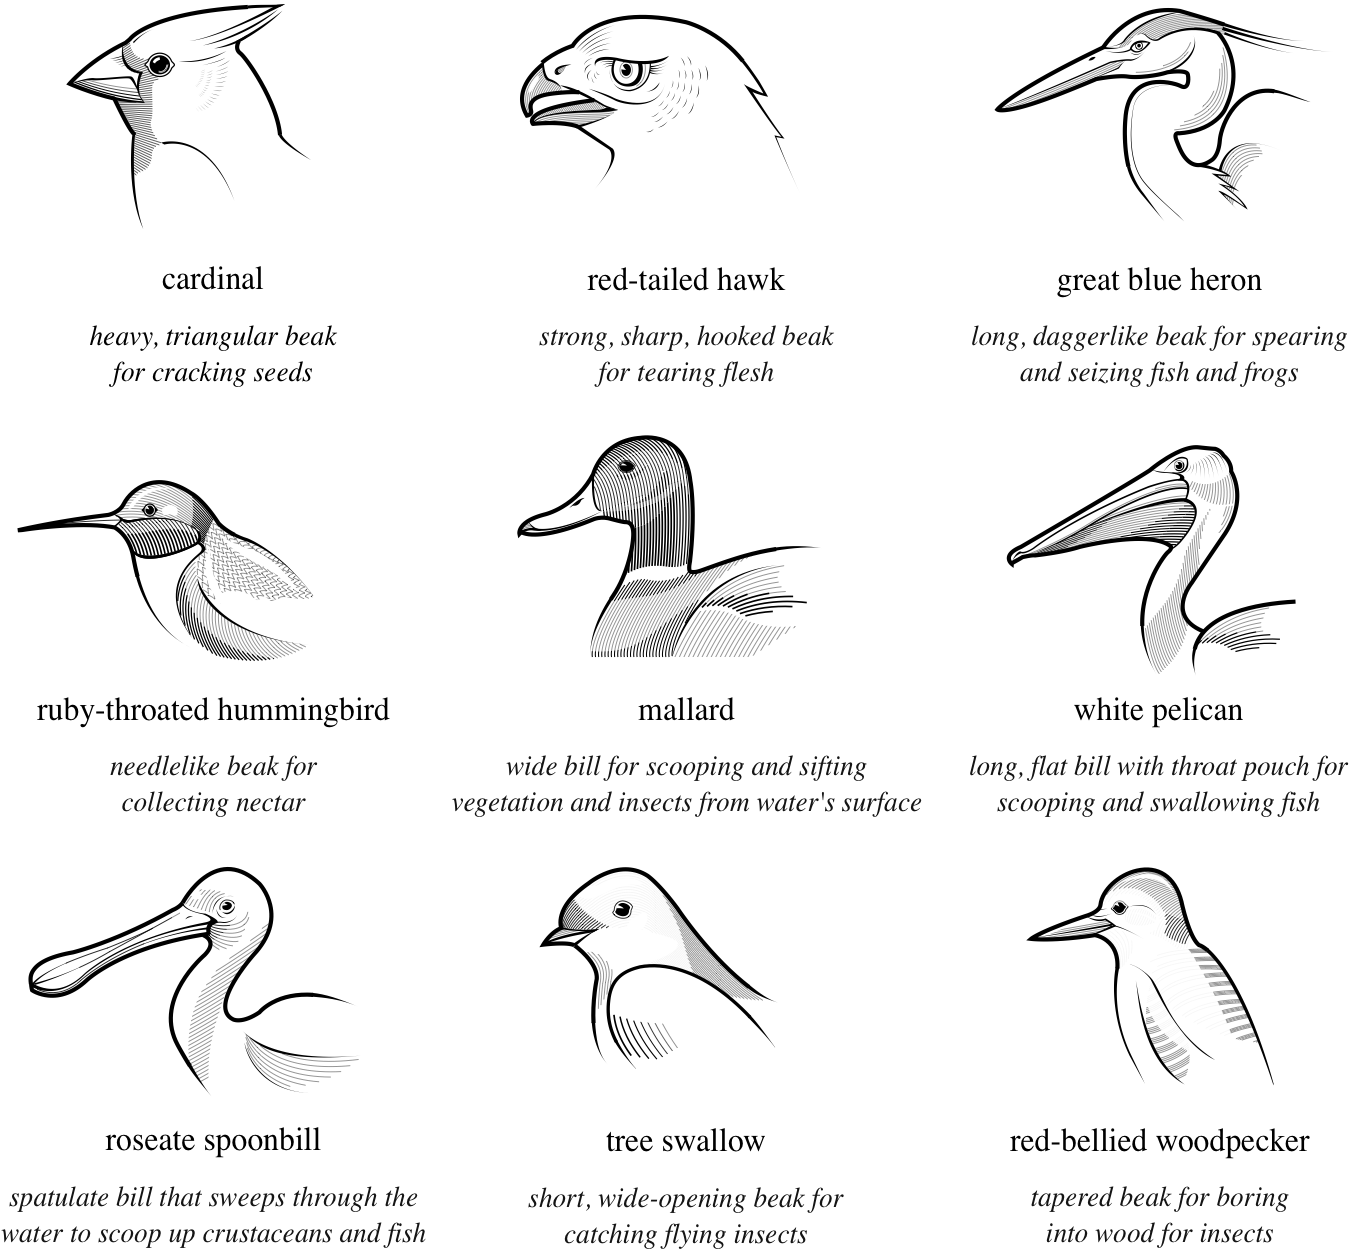 cardinal
heavy, triangular beak
for cracking seeds
red-tailed hawk
strong, sharp, hooked beak
for tearing flesh
great blue heron
long, daggerlike beak for spearing
and seizing fish and frogs
ruby-throated hummingbird
needlelike beak for
collecting nectar
mallard
wide bill for scooping and sifting
vegetation and insects from water's surface
white pelican
long, flat bill with throat pouch for
scooping and swallowing fish
roseate spoonbill
spatulate bill that sweeps through the
water to scoop up crustaceans and fish
tree swallow
short, wide-opening beak for
catching flying insects
red-bellied woodpecker
tapered beak for boring
into wood for insects